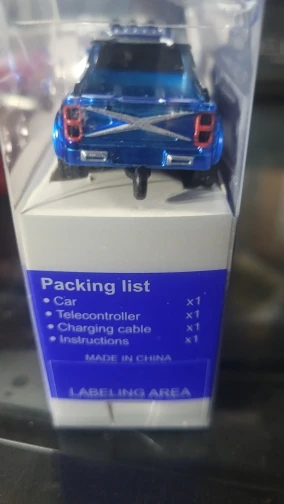 Packing list
• Car x1
• Telecontroller x1
• Charging cable x1
• Instructions x1
MADE IN CHINA
LABELING AREA